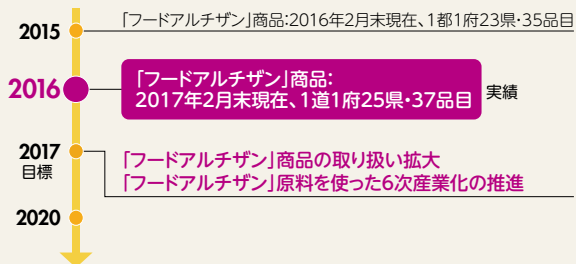 2015
「フードアルチザン」商品:2016年2月末現在、1都1府23県・35品目
2016
「フードアルチザン」商品:
2017年2月末現在、1道1府25県・37品目
実績
2017
目標
「フードアルチザン」商品の取り扱い拡大
「フードアルチザン」原料を使った6次産業化の推進
2020